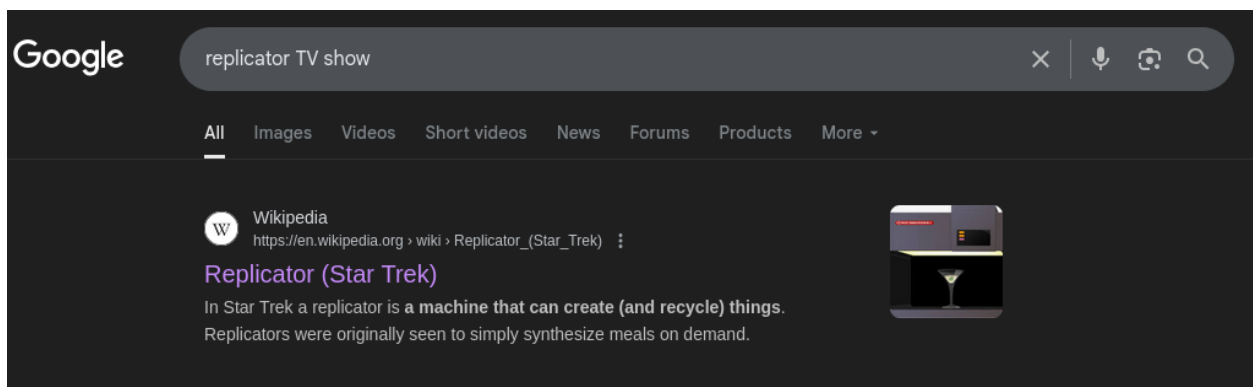 Google
replicator TV show
All Images Videos Short videos News Forums Products More
W
Wikipedia
https://en.wikipedia.org › wiki › Replicator_(Star_Trek)
Replicator (Star Trek)
In Star Trek a replicator is a machine that can create (and recycle) things.
Replicators were originally seen to simply synthesize meals on demand.